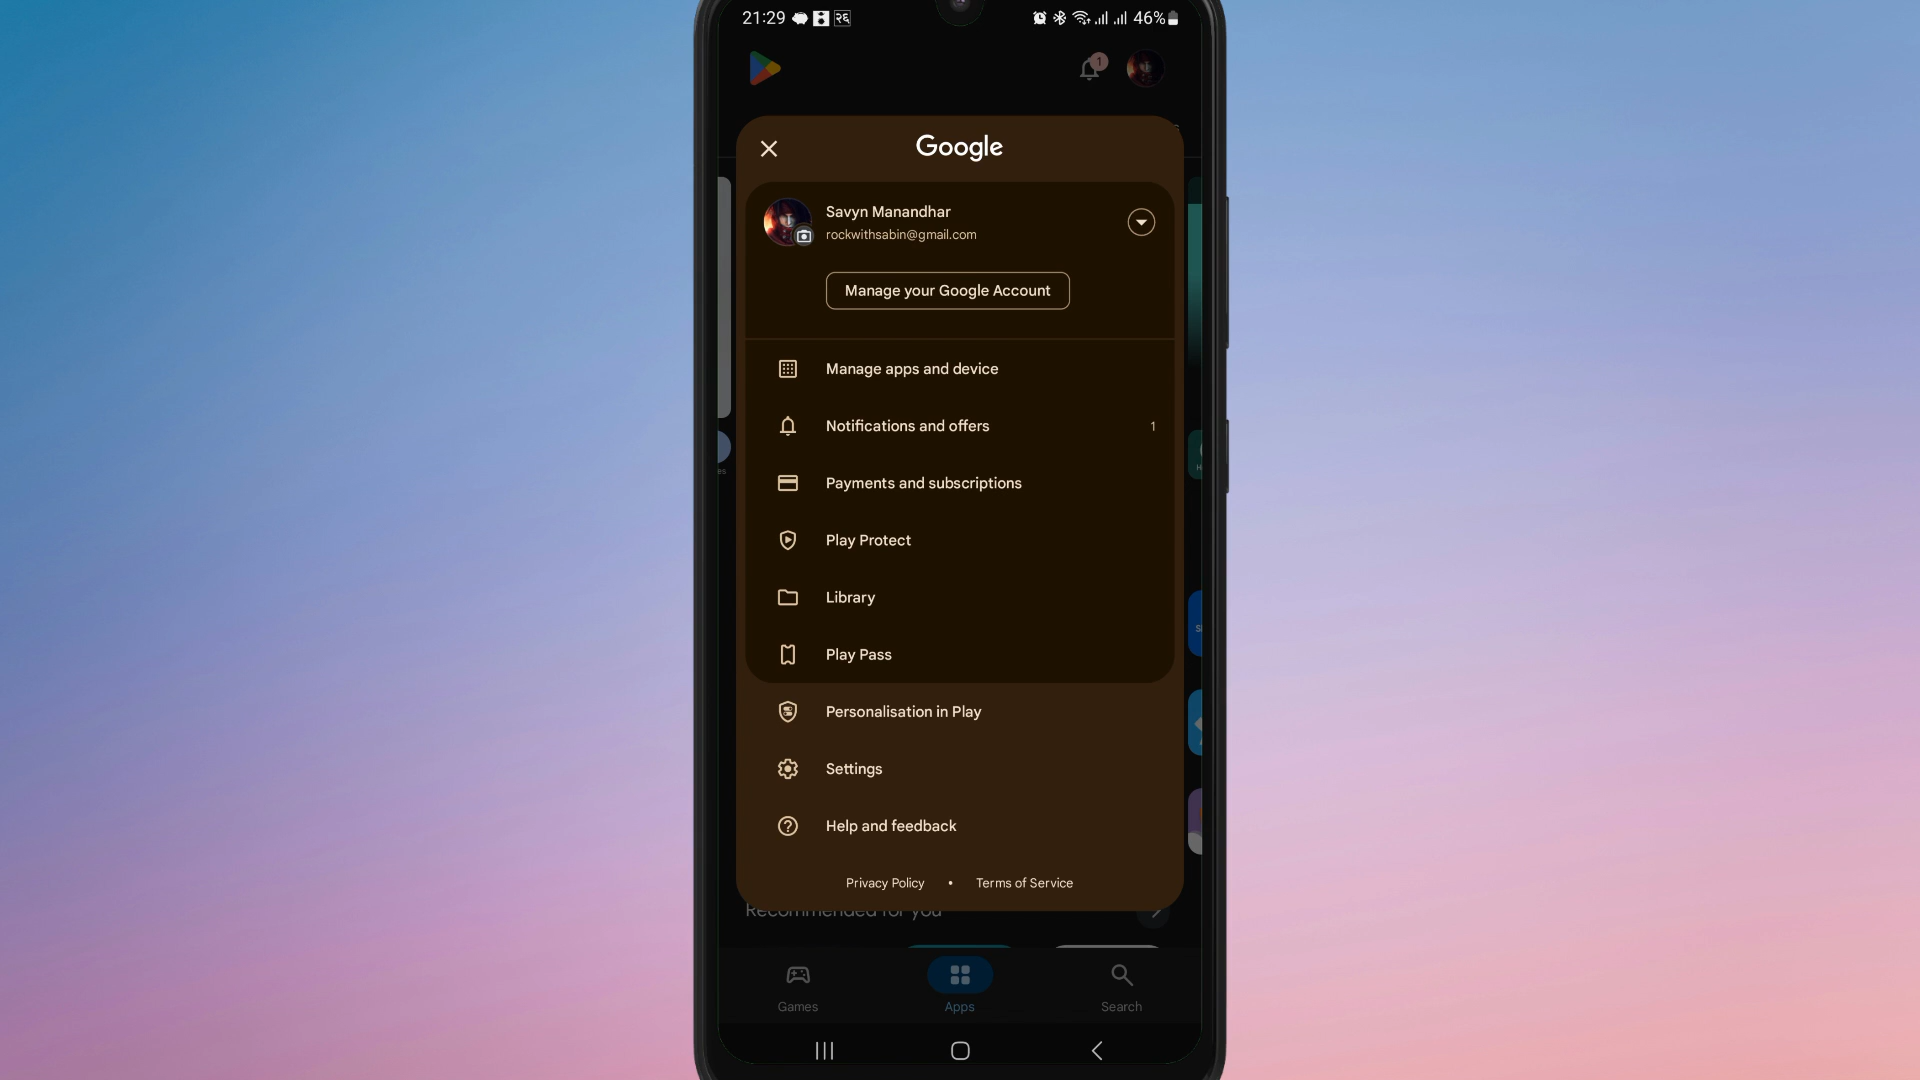 21:29 २६ 46%
1
Google
Savyn Manandhar
rockwithsabin@gmail.com
Manage your Google Account
Manage apps and device
Notifications and offers 1
Payments and subscriptions
Play Protect
Library
Play Pass
Personalisation in Play
Settings
Help and feedback
Privacy Policy • Terms of Service
Recommended for you
Games Apps Search